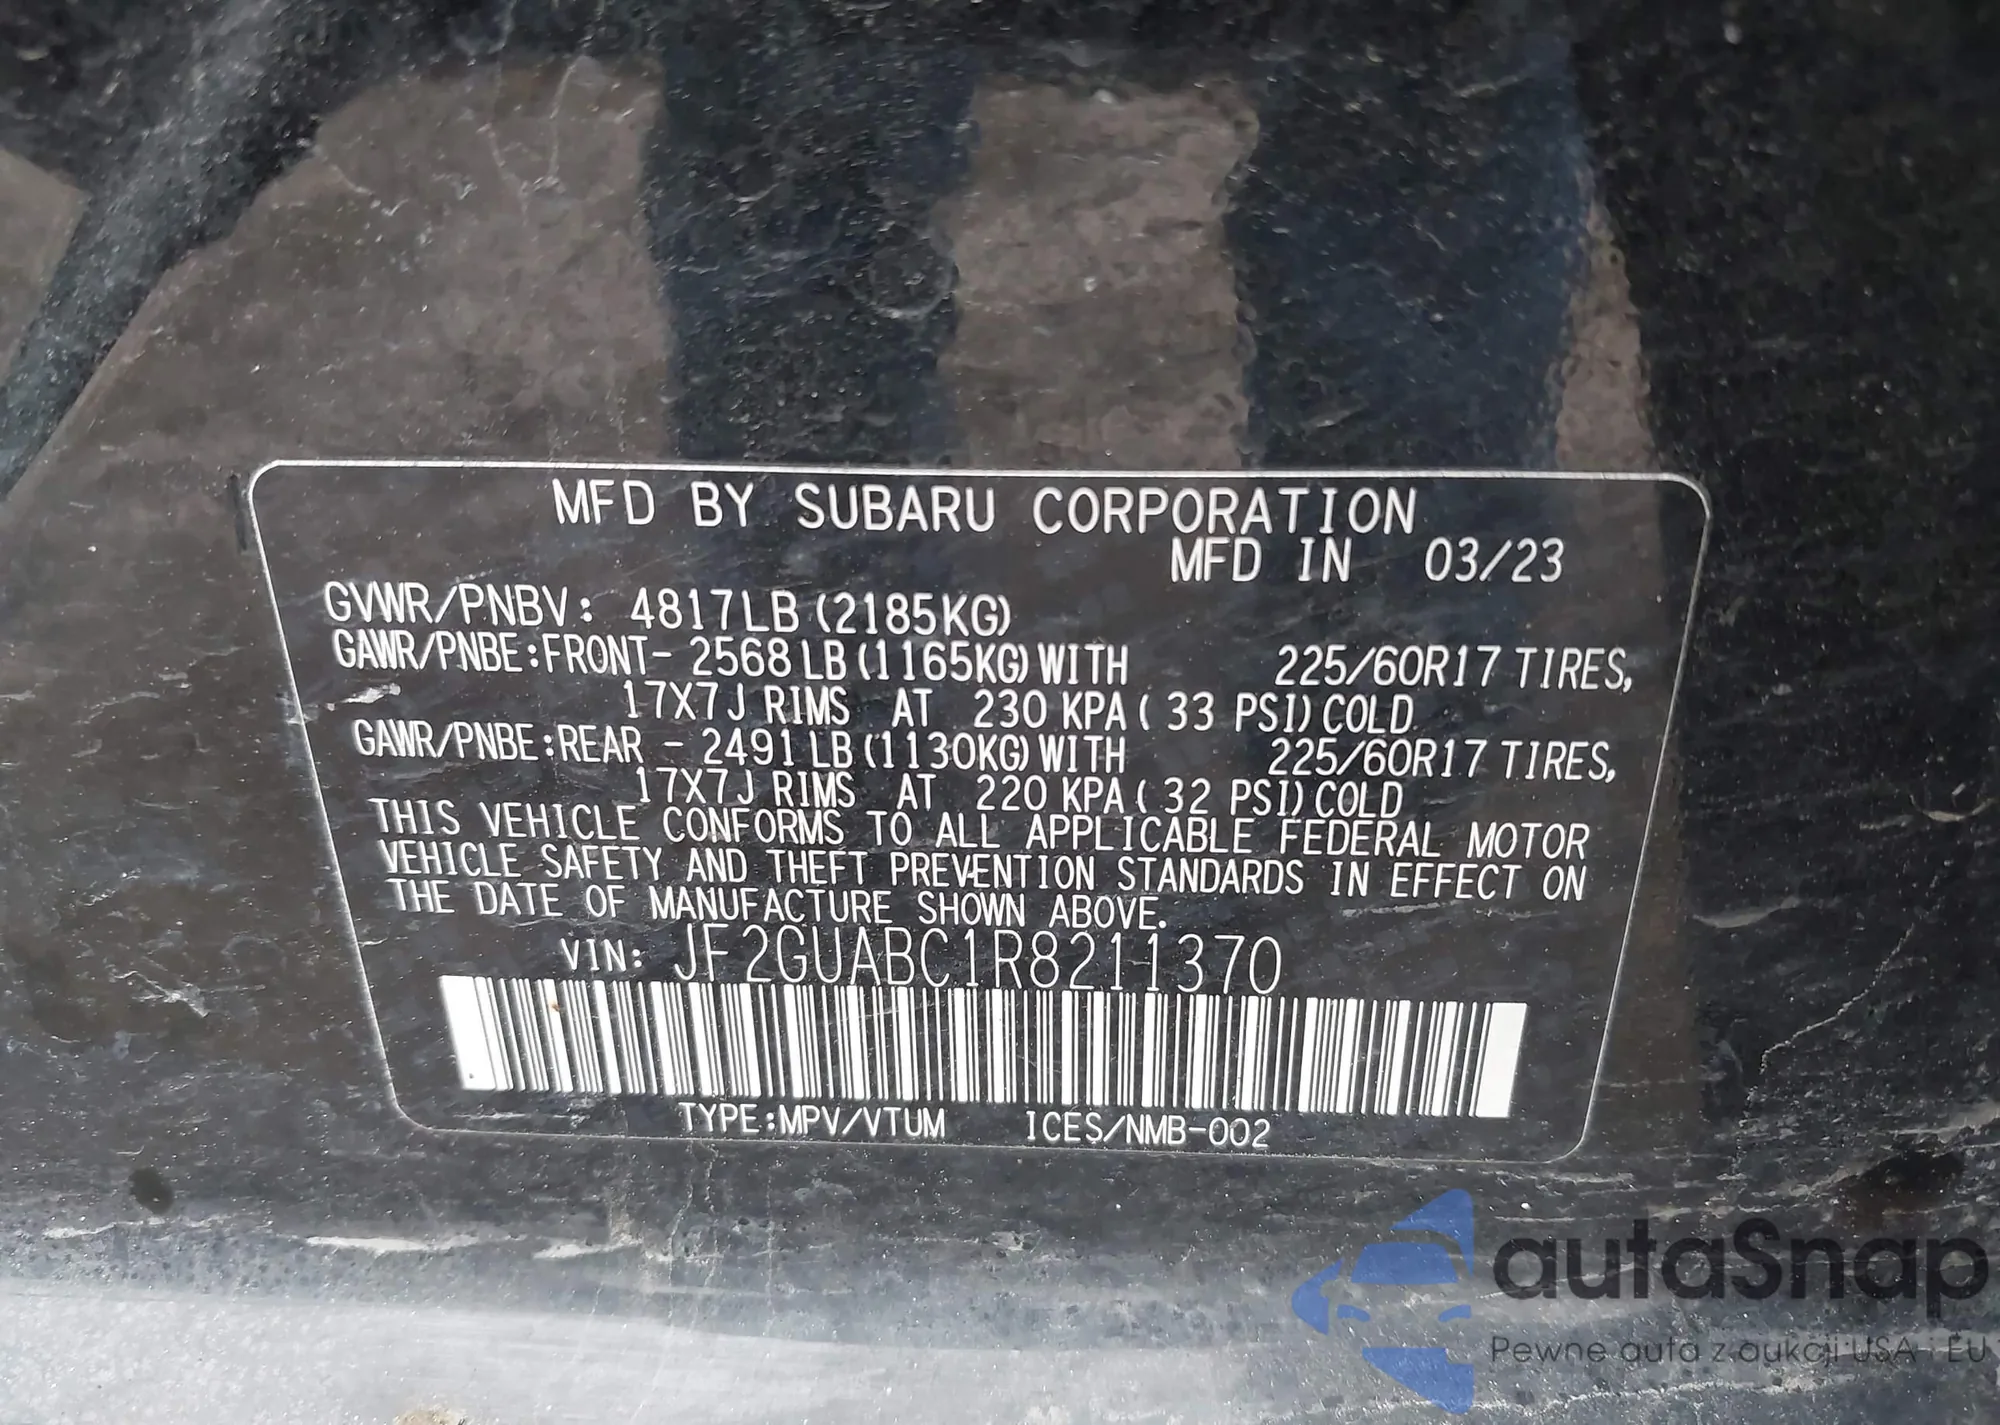 MFD BY SUBARU CORPORATION
MFD IN 03/23
GVWR/PNBV: 4817LB (2185KG)
GAWR/PNBE:FRONT- 2568LB (1165KG) WITH 225/60R17 TIRES,
17X7J RIMS AT 230 KPA ( 33 PSI) COLD
GAWR/PNBE:REAR - 2491LB (1130KG) WITH 225/60R17 TIRES,
17X7J RIMS AT 220 KPA ( 32 PSI) COLD
THIS VEHICLE CONFORMS TO ALL APPLICABLE FEDERAL MOTOR
VEHICLE SAFETY AND THEFT PREVENTION STANDARDS IN EFFECT ON
THE DATE OF MANUFACTURE SHOWN ABOVE.
VIN: JF2GUABC1R8211370
TYPE:MPV/VTUM ICES/NMB-002
autaSnap
Pewne auta z aukcji USA i EU